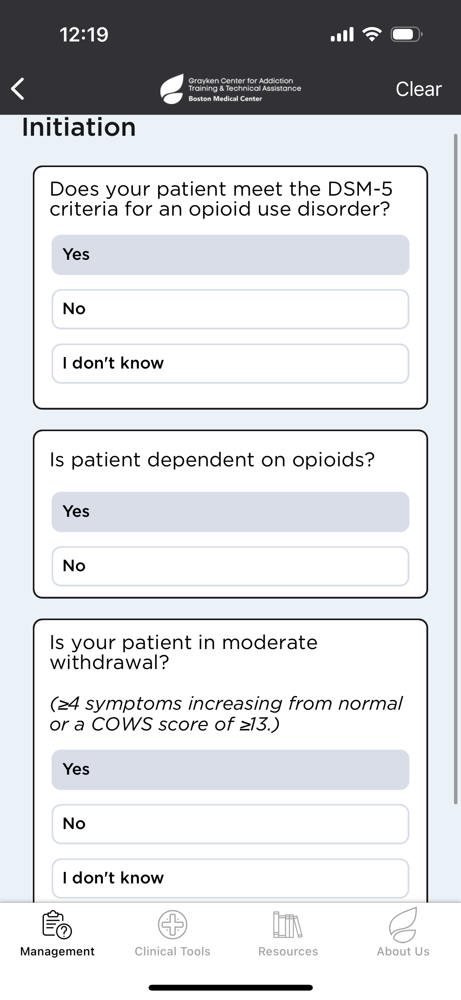 12:19
Grayken Center for Addiction
Training & Technical Assistance
Boston Medical Center
Clear
Initiation
Does your patient meet the DSM-5
criteria for an opioid use disorder?
Yes
No
I don't know
Is patient dependent on opioids?
Yes
No
Is your patient in moderate
withdrawal?
(≥4 symptoms increasing from normal
or a COWS score of ≥13.)
Yes
No
I don't know
Management
Clinical Tools
Resources
About Us